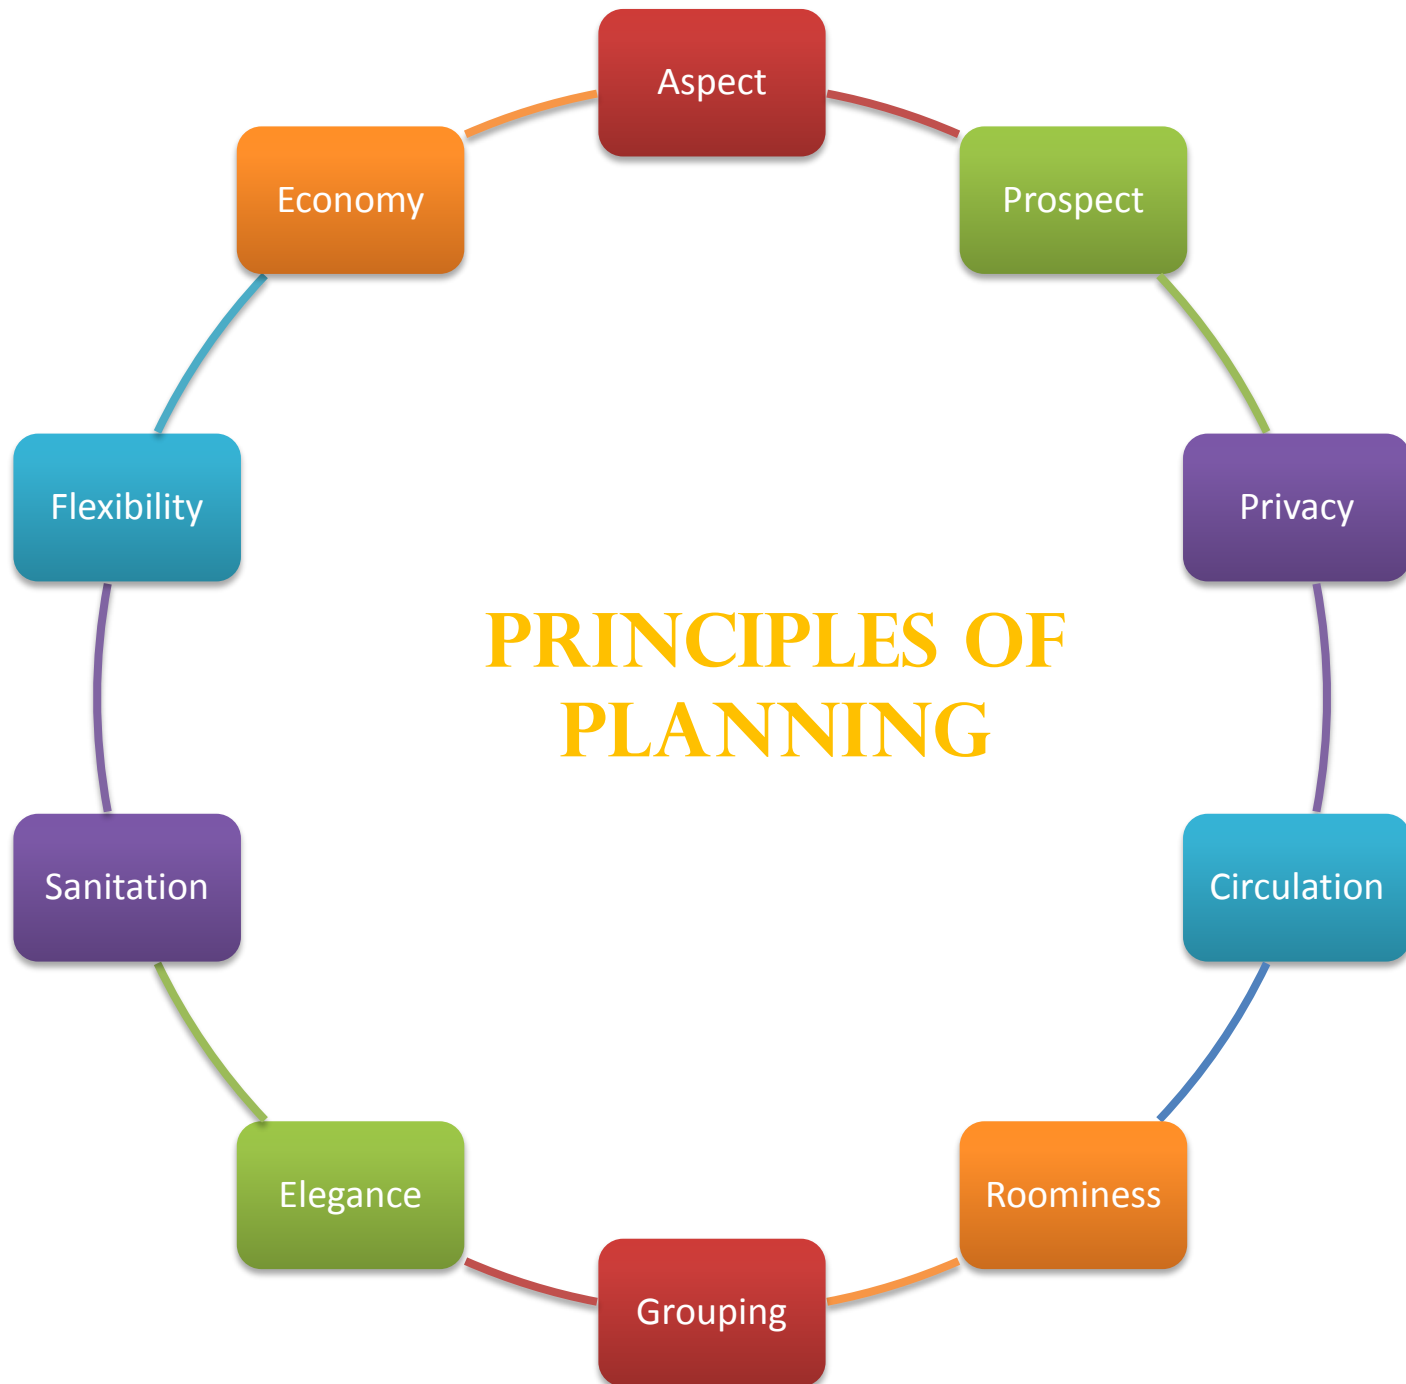 Aspect
Prospect
Privacy
Circulation
Roominess
Grouping
Elegance
Sanitation
Flexibility
Economy
PRINCIPLES OF
PLANNING